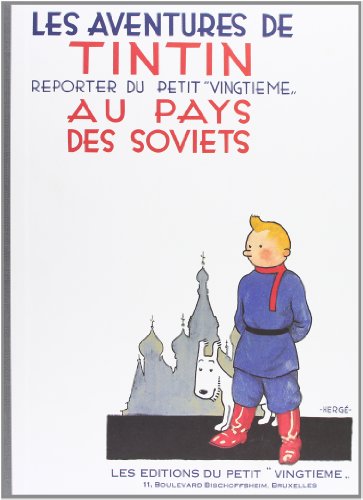 LES AVENTURES DE
TINTIN
REPORTER DU PETIT "VINGTIEME„
AU PAYS
DES SOVIETS
-HERGÉ-
LES EDITIONS DU PETIT " VINGTIEME„
11, BOULEVARD BISCHOFFSHEIM, BRUXELLES